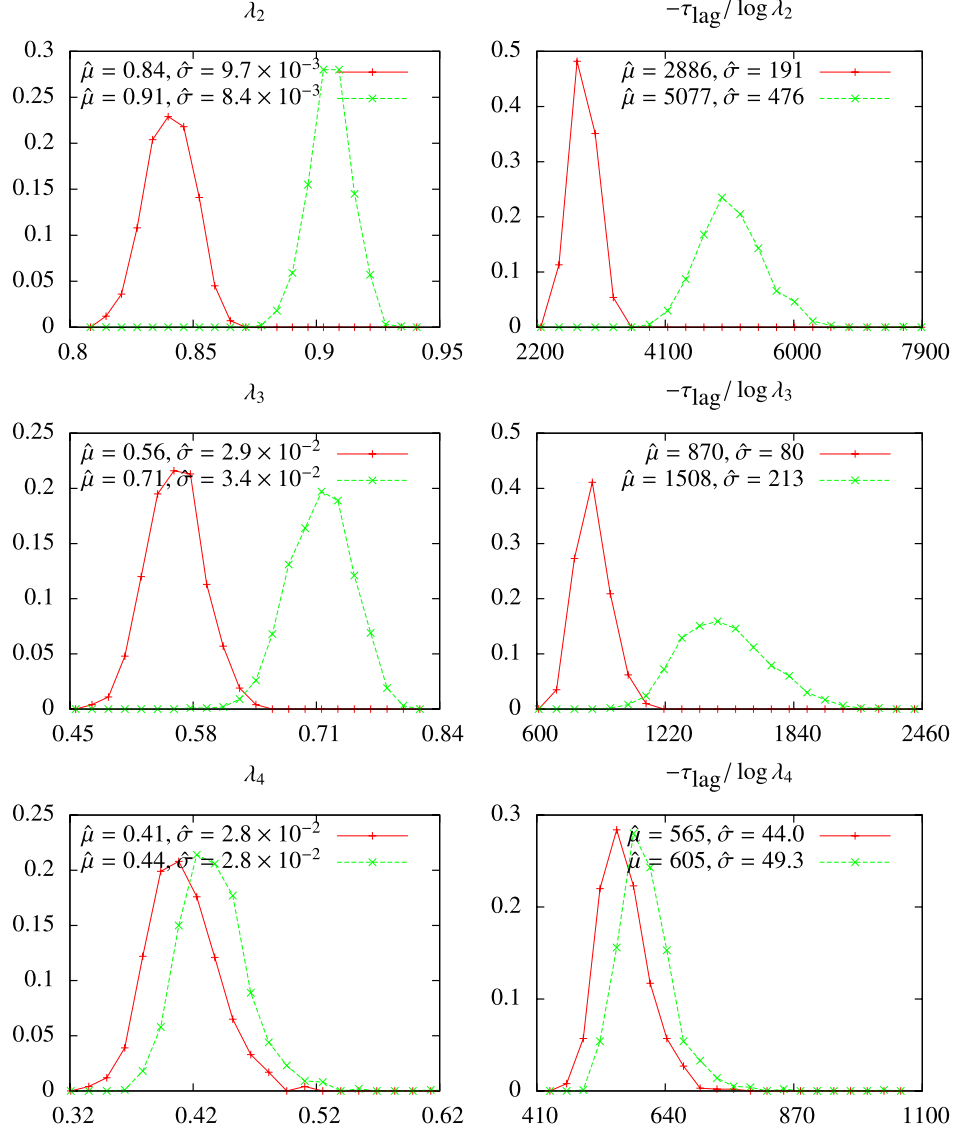 λ₂
0.3
0.25
0.2
0.15
0.1
0.05
0
μ̂ = 0.84, σ̂ = 9.7 × 10⁻³
μ̂ = 0.91, σ̂ = 8.4 × 10⁻³
0.8 0.85 0.9 0.95
−τ_lag / log λ₂
0.5
0.4
0.3
0.2
0.1
0
μ̂ = 2886, σ̂ = 191
μ̂ = 5077, σ̂ = 476
2200 4100 6000 7900
λ₃
0.25
0.2
0.15
0.1
0.05
0
μ̂ = 0.56, σ̂ = 2.9 × 10⁻²
μ̂ = 0.71, σ̂ = 3.4 × 10⁻²
0.45 0.58 0.71 0.84
−τ_lag / log λ₃
0.5
0.4
0.3
0.2
0.1
0
μ̂ = 870, σ̂ = 80
μ̂ = 1508, σ̂ = 213
600 1220 1840 2460
λ₄
0.25
0.2
0.15
0.1
0.05
0
μ̂ = 0.41, σ̂ = 2.8 × 10⁻²
μ̂ = 0.44, σ̂ = 2.8 × 10⁻²
0.32 0.42 0.52 0.62
−τ_lag / log λ₄
0.3
0.2
0.1
0
μ̂ = 565, σ̂ = 44.0
μ̂ = 605, σ̂ = 49.3
410 640 870 1100